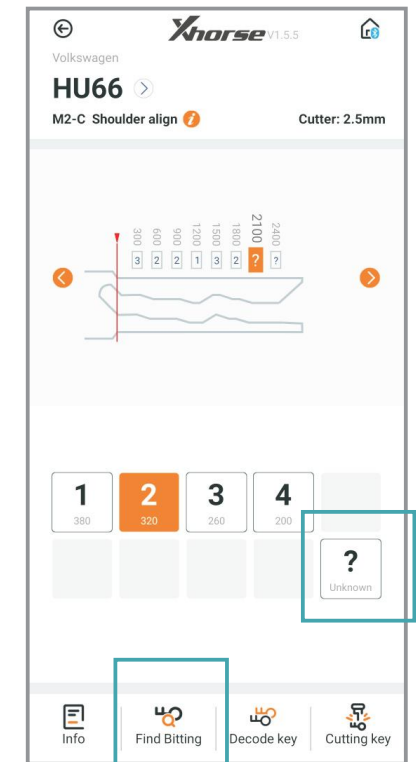 Xhorse V1.5.5
Volkswagen
HU66
M2-C Shoulder align i Cutter: 2.5mm
300 600 900 1200 1500 1800 2100 2400
3 2 2 1 3 2 ? ?
1 2 3 4
380 320 260 200
?
Unknown
Info Find Bitting Decode key Cutting key